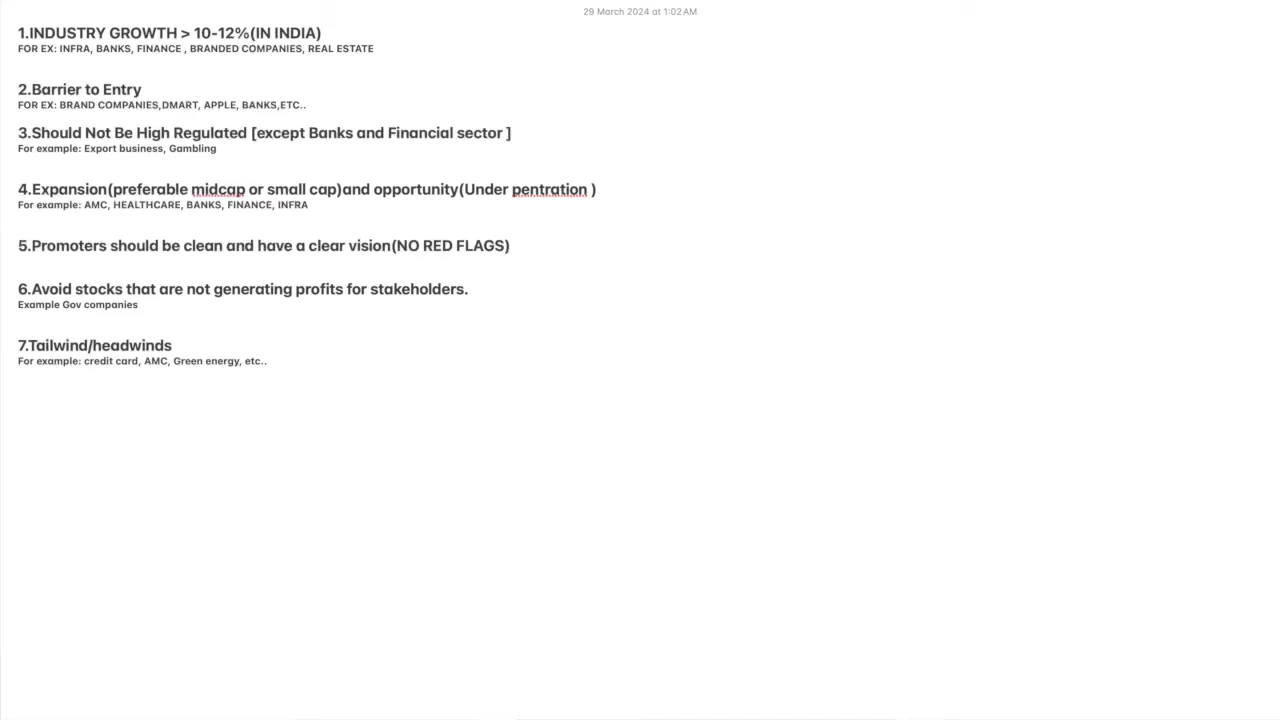 29 March 2024 at 1:02 AM
1.INDUSTRY GROWTH > 10-12%(IN INDIA)
FOR EX: INFRA, BANKS, FINANCE , BRANDED COMPANIES, REAL ESTATE
2.Barrier to Entry
FOR EX: BRAND COMPANIES,DMART, APPLE, BANKS,ETC..
3.Should Not Be High Regulated [except Banks and Financial sector ]
For example: Export business, Gambling
4.Expansion(preferable midcap or small cap)and opportunity(Under pentration )
For example: AMC, HEALTHCARE, BANKS, FINANCE, INFRA
5.Promoters should be clean and have a clear vision(NO RED FLAGS)
6.Avoid stocks that are not generating profits for stakeholders.
Example Gov companies
7.Tailwind/headwinds
For example: credit card, AMC, Green energy, etc..